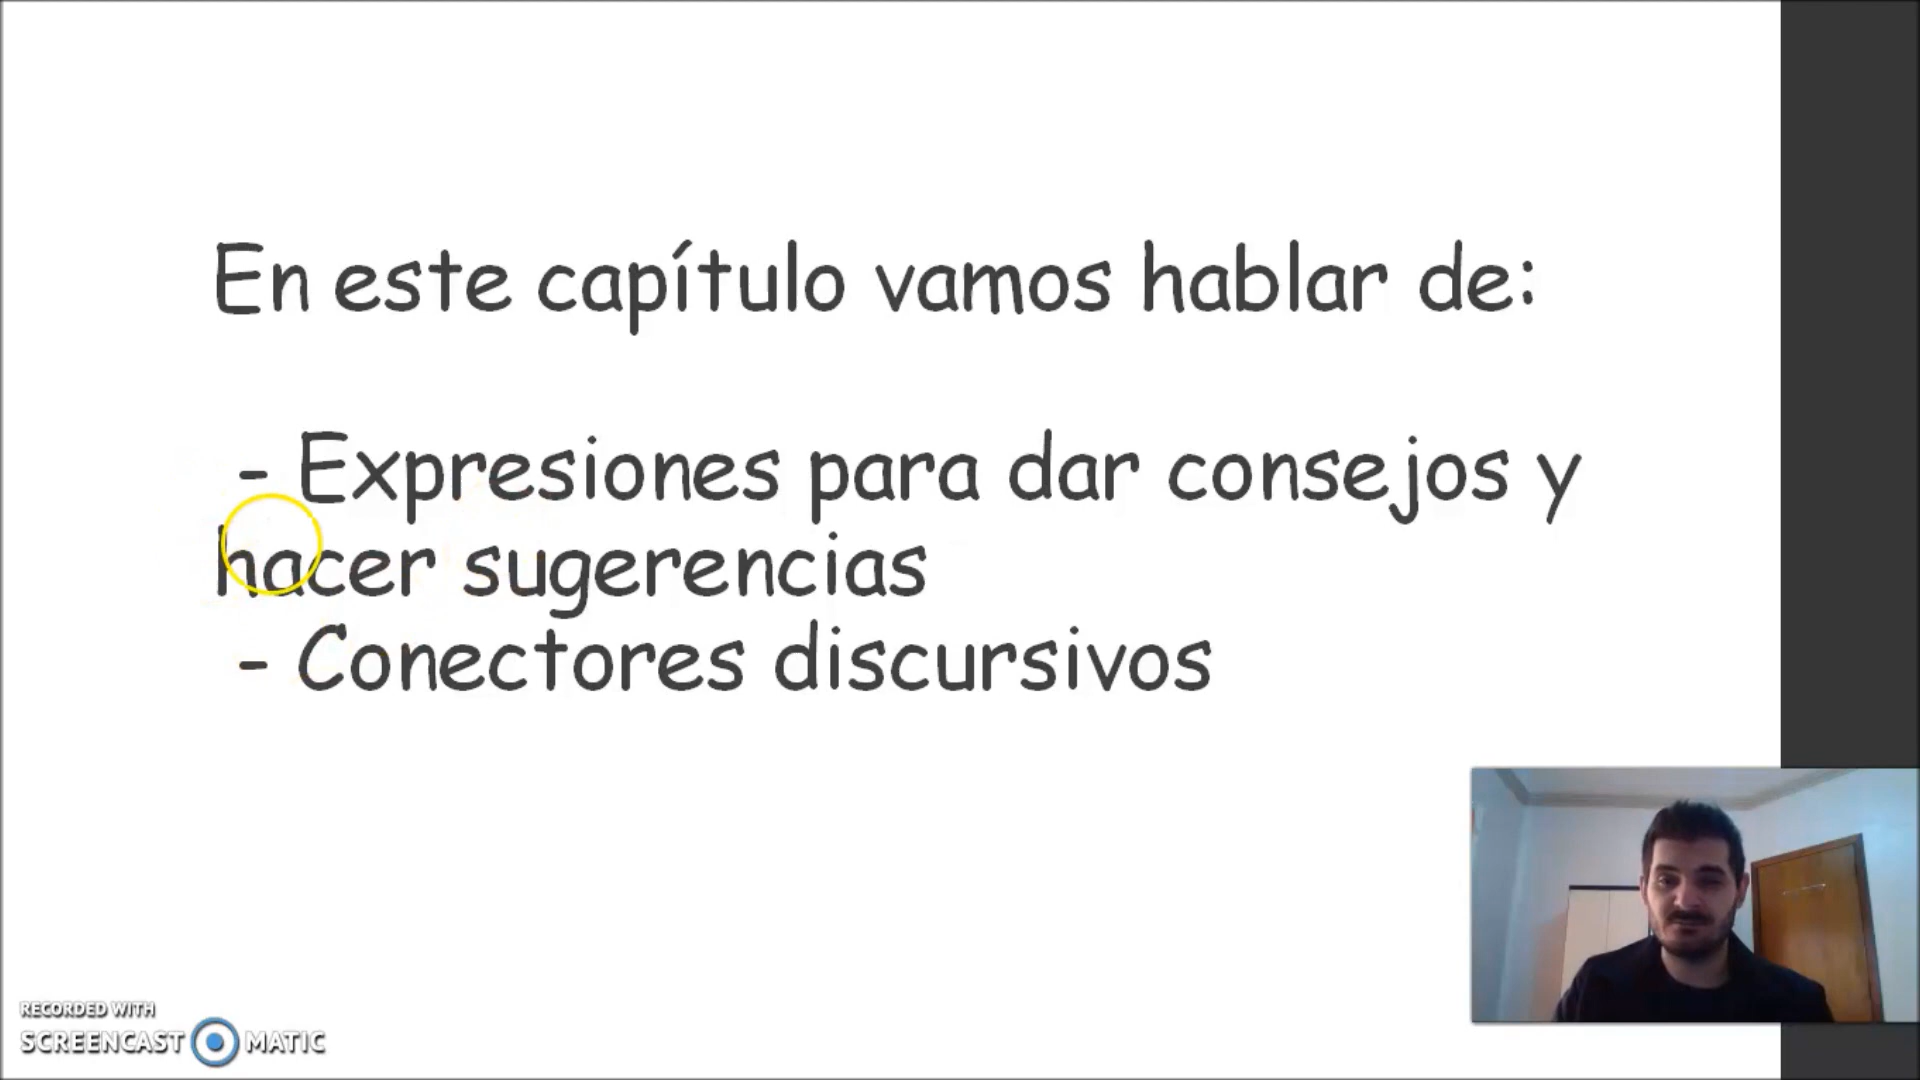 En este capítulo vamos hablar de:
- Expresiones para dar consejos y
hacer sugerencias
- Conectores discursivos
RECORDED WITH
SCREENCAST MATIC